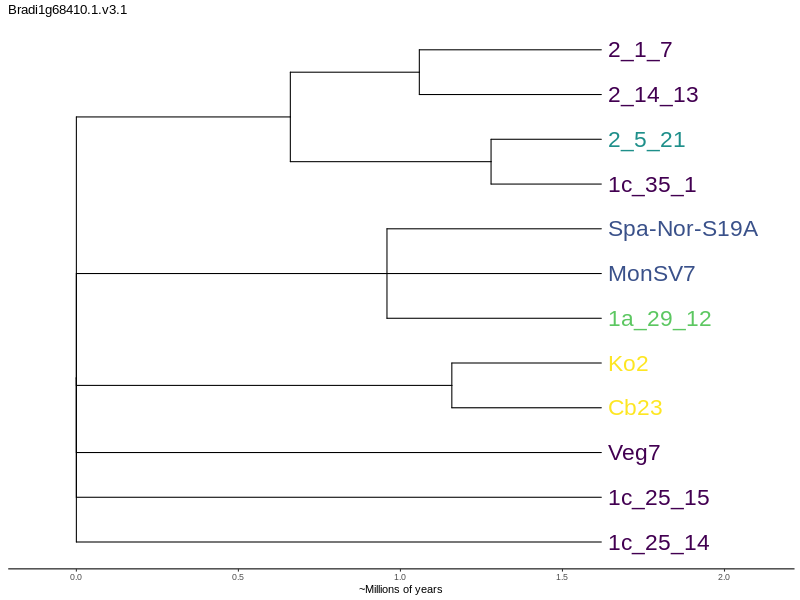 Bradi1g68410.1.v3.1
2_1_7
2_14_13
2_5_21
1c_35_1
Spa-Nor-S19A
MonSV7
1a_29_12
Ko2
Cb23
Veg7
1c_25_15
1c_25_14
0.0 0.5 1.0 1.5 2.0
~Millions of years